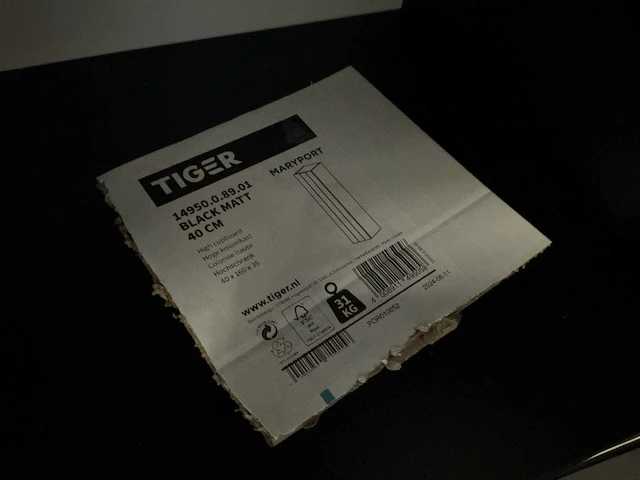 TIGER
MARYPORT
14950.0.89.01
BLACK MATT
40 CM
High cupboard
Hoge kolomkast
Colonne haute
Hochschrank
40 x 160 x 35
www.tiger.nl
31
KG
FSC
2024-06-11